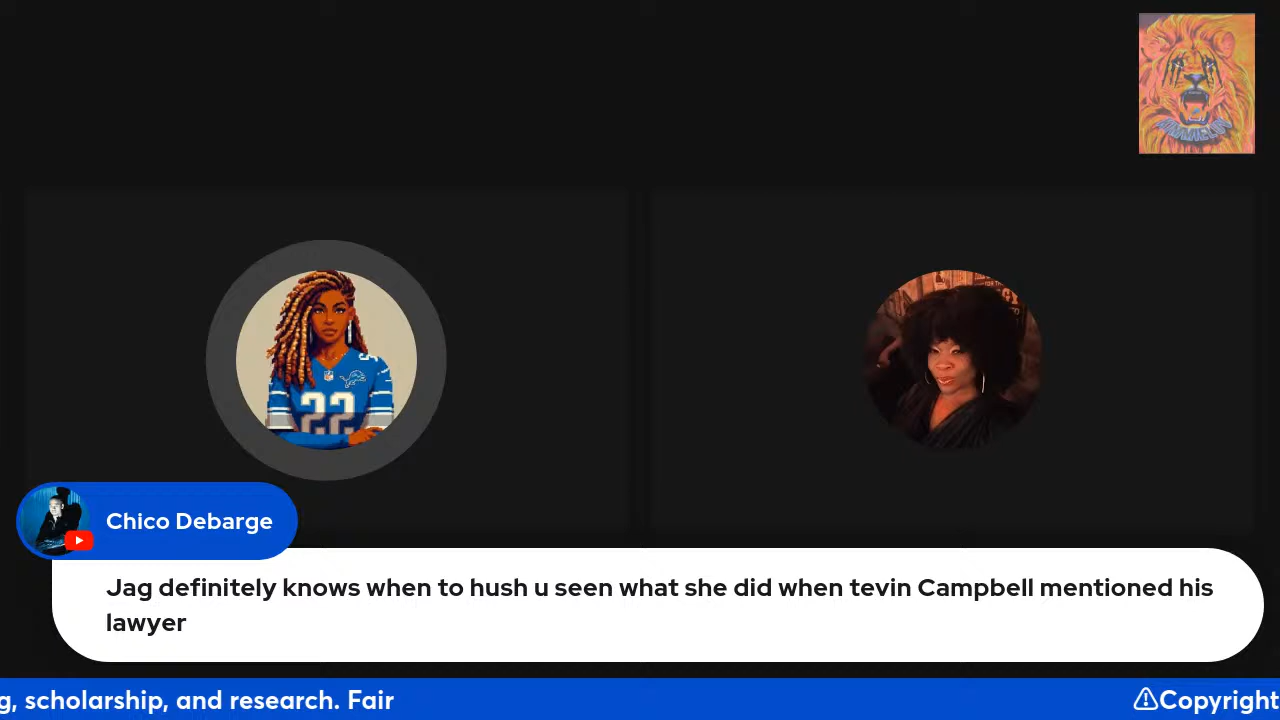 22
Chico Debarge
Jag definitely knows when to hush u seen what she did when tevin Campbell mentioned his
lawyer
g, scholarship, and research. Fair
⚠Copyright